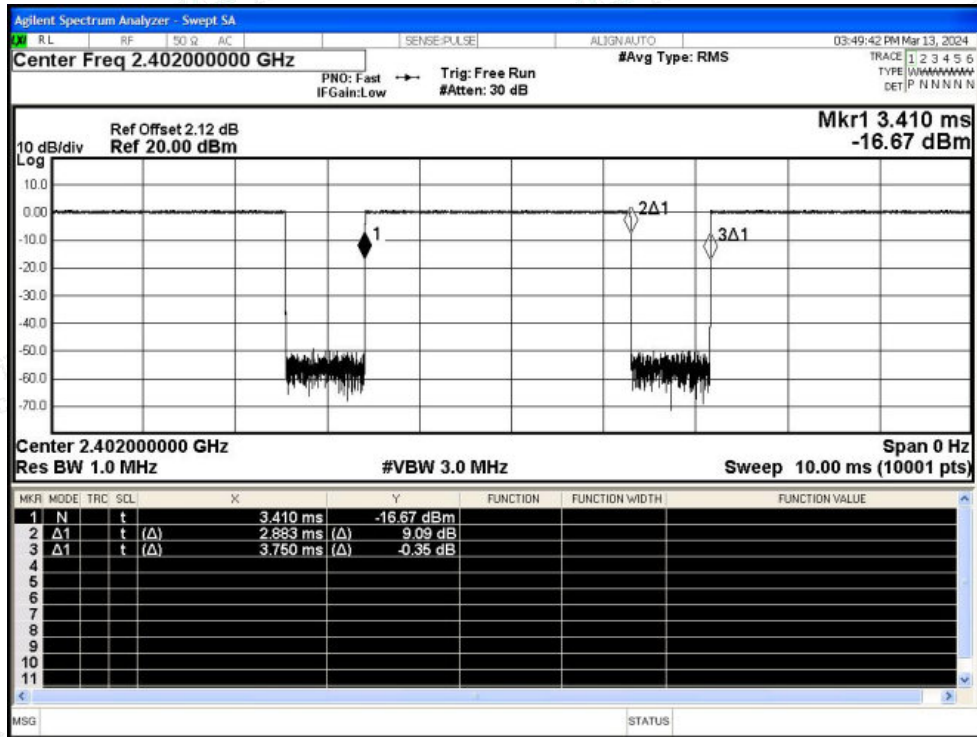 Agilent Spectrum Analyzer - Swept SA
RL RF 50 Ω AC SENSE:PULSE ALIGNAUTO 03:49:42 PM Mar 13, 2024
Center Freq 2.402000000 GHz
PNO: Fast
IFGain:Low
Trig: Free Run
#Atten: 30 dB
#Avg Type: RMS
TRACE 1 2 3 4 5 6
TYPE WWWWWW
DET P N N N N N
Mkr1 3.410 ms
-16.67 dBm
Ref Offset 2.12 dB
10 dB/div Ref 20.00 dBm
Log
10.0
0.00
-10.0
-20.0
-30.0
-40.0
-50.0
-60.0
-70.0
1
2Δ1
3Δ1
Center 2.402000000 GHz Span 0 Hz
Res BW 1.0 MHz #VBW 3.0 MHz Sweep 10.00 ms (10001 pts)
MKR MODE TRC SCL X Y FUNCTION FUNCTION WIDTH FUNCTION VALUE
1 N t 3.410 ms -16.67 dBm
2 Δ1 t (Δ) 2.883 ms (Δ) 9.09 dB
3 Δ1 t (Δ) 3.750 ms (Δ) -0.35 dB
4
5
6
7
8
9
10
11
MSG STATUS